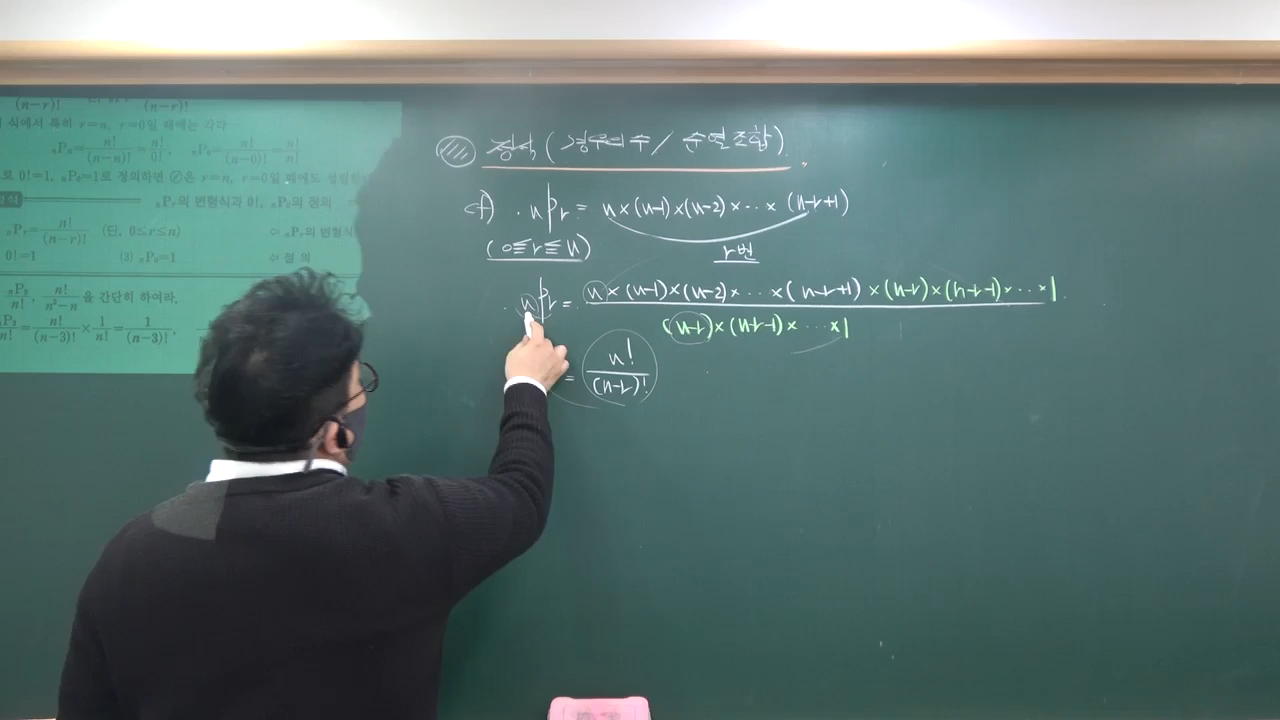 (n-r)! (n-r)!
식에서 특히 r=n, r=0일 때에는 각각
ₙPₙ=n!/(n-n)!=n!/0!, ₙP₀=n!/(n-0)!=n!/n!
로 0!=1, ₙP₀=1로 정의하면 ⊘은 r=n, r=0일 때에도 성립한
ₙPᵣ의 변형식과 0!, ₙP₀의 정의
ₙPᵣ=n!/(n-r)! (단, 0≤r≤n) ⇦ ₙPᵣ의 변형식
0!=1 (3) ₙP₀=1 ⇦ 정 의
ₙP₃/n!, n!/(n²-n)을 간단히 하여라.
P₃/n!=n!/(n-3)!×1/n!=1/(n-3)!,
정식 (경우의 수 / 순열조합)
cf) . nPr = n×(n-1)×(n-2)×…×(n-r+1)
(0≦r≦n) r번
. nPr = n×(n-1)×(n-2)×…×(n-r+1)×(n-r)×(n-r-1)×…×1
(n-r)×(n-r-1)×…×1
= n!/(n-r)!